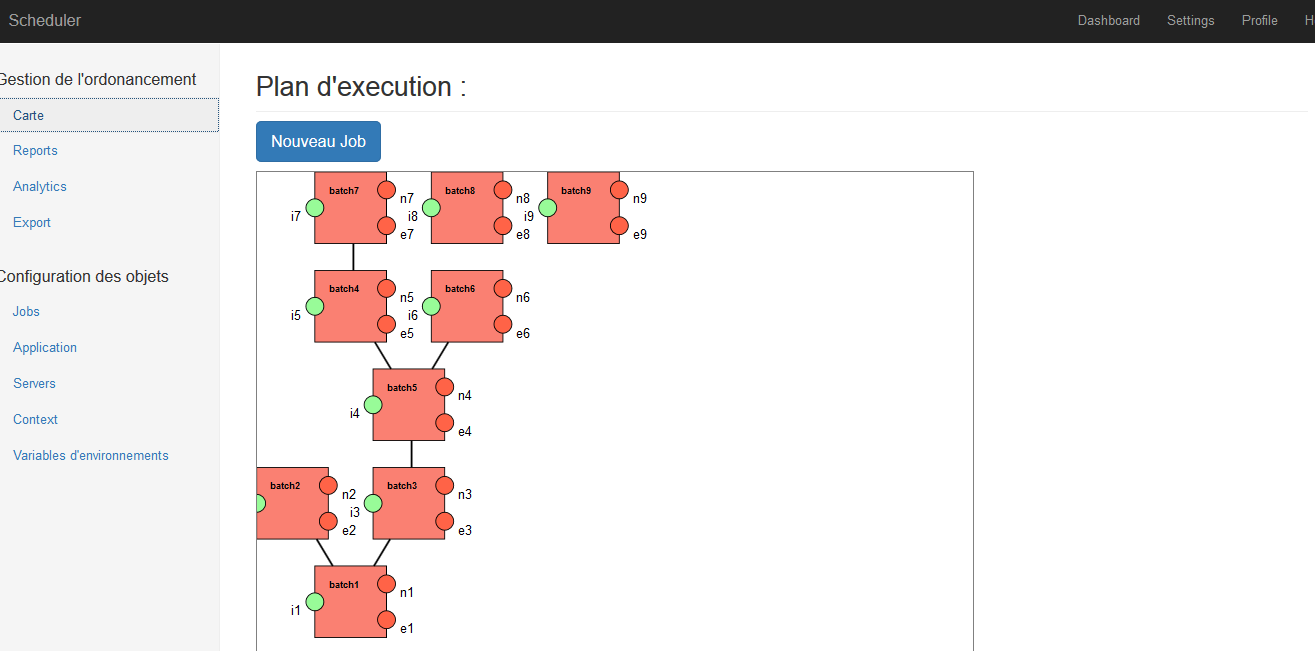 Scheduler
Dashboard Settings Profile H
Gestion de l'ordonancement
Carte
Reports
Analytics
Export
Configuration des objets
Jobs
Application
Servers
Context
Variables d'environnements
Plan d'execution :
Nouveau Job
batch7 batch8 batch9
n7 n8 n9
i7 i8 i9
e7 e8 e9
batch4 batch6
n5 n6
i5 i6
e5 e6
batch5
n4
i4
e4
batch2 batch3
n2 n3
i3
e2 e3
batch1
n1
i1
e1